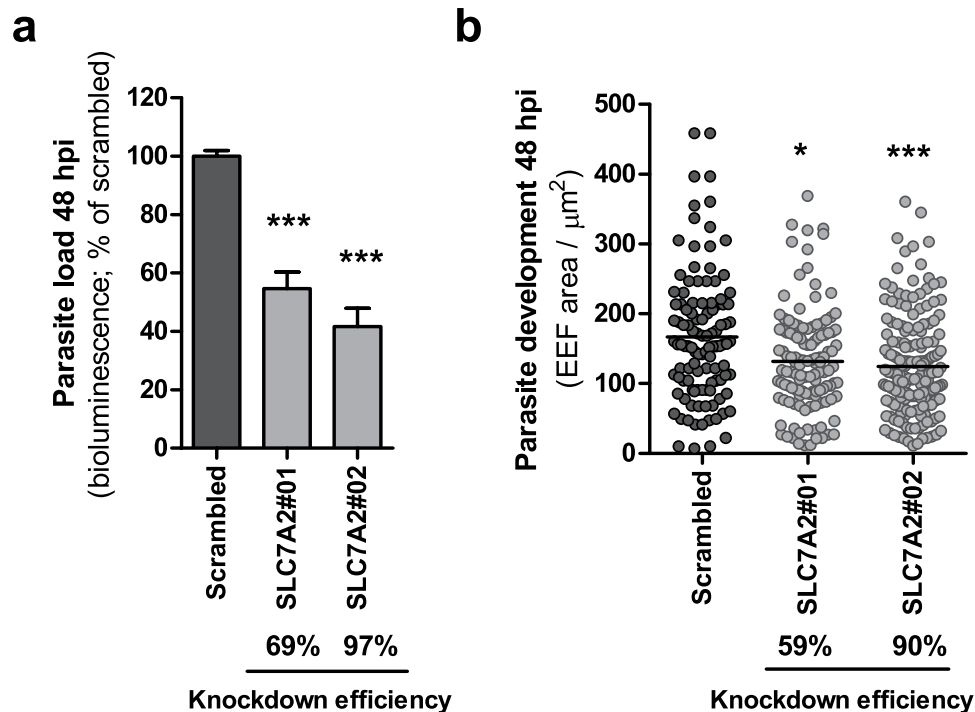 a
Parasite load 48 hpi
(bioluminescence; % of scrambled)
120
100
80
60
40
20
0
***
***
Scrambled
SLC7A2#01
SLC7A2#02
69% 97%
Knockdown efficiency
b
Parasite development 48 hpi
(EEF area / μm²)
500
400
300
200
100
0
*
***
Scrambled
SLC7A2#01
SLC7A2#02
59% 90%
Knockdown efficiency